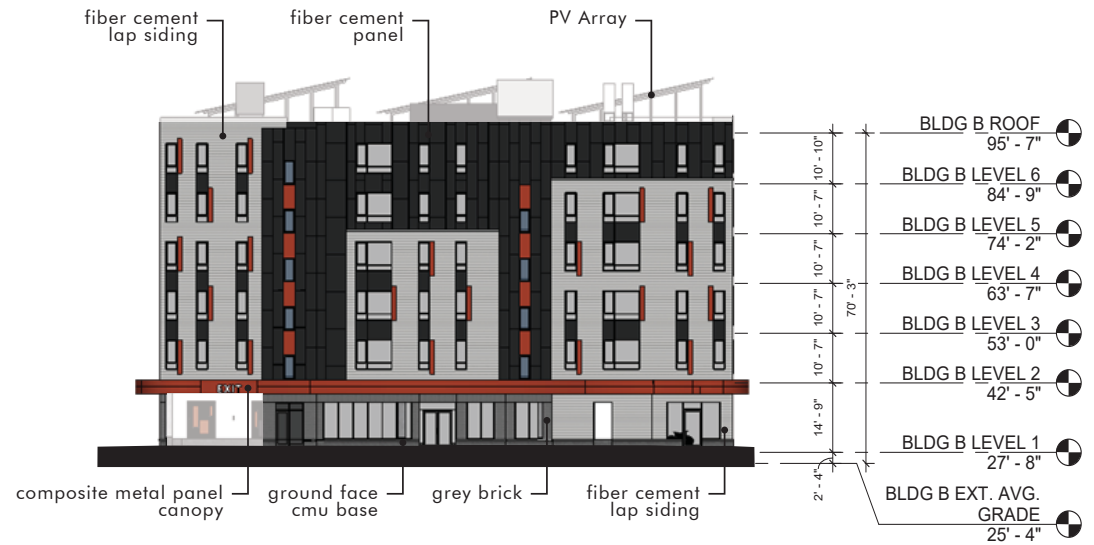 fiber cement
lap siding
fiber cement
panel
PV Array
BLDG B ROOF
95' - 7"
10' - 10"
BLDG B LEVEL 6
84' - 9"
10' - 7"
BLDG B LEVEL 5
74' - 2"
10' - 7"
BLDG B LEVEL 4
63' - 7"
10' - 7"
70' - 3"
BLDG B LEVEL 3
53' - 0"
10' - 7"
BLDG B LEVEL 2
42' - 5"
14' - 9"
BLDG B LEVEL 1
27' - 8"
2' - 4"
BLDG B EXT. AVG.
GRADE
25' - 4"
EXIT
composite metal panel
canopy
ground face
cmu base
grey brick
fiber cement
lap siding